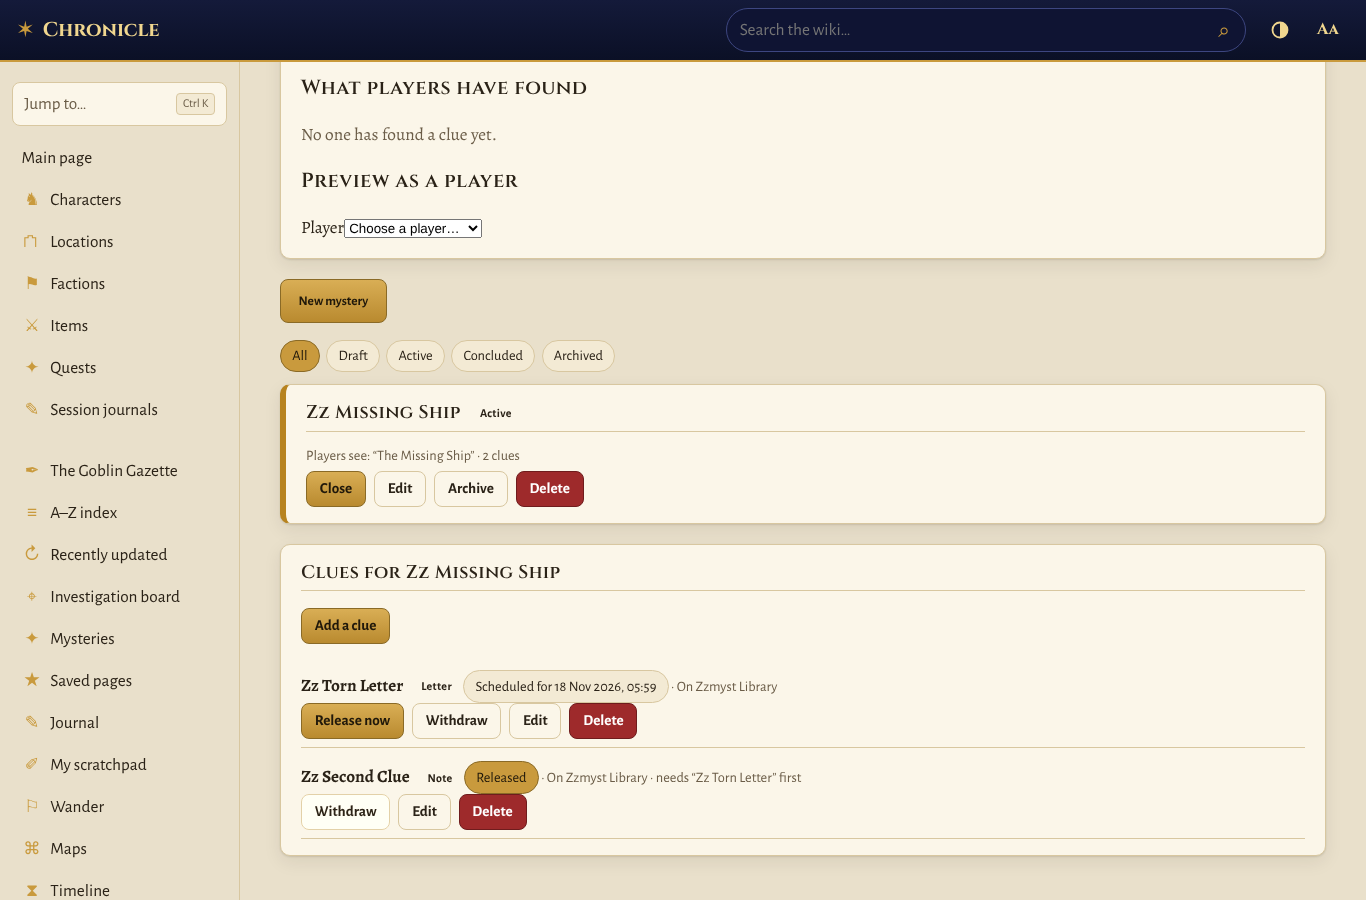 Chronicle
Search the wiki...
AA
Jump to...
Ctrl K
Main page
Characters
Locations
Factions
Items
Quests
Session journals
The Goblin Gazette
A–Z index
Recently updated
Investigation board
Mysteries
Saved pages
Journal
My scratchpad
Wander
Maps
Timeline
What players have found
No one has found a clue yet.
Preview as a player
Player Choose a player…
New mystery
All Draft Active Concluded Archived
Zz Missing Ship Active
Players see: “The Missing Ship” · 2 clues
Close Edit Archive Delete
Clues for Zz Missing Ship
Add a clue
Zz Torn Letter Letter Scheduled for 18 Nov 2026, 05:59 · On Zzmyst Library
Release now Withdraw Edit Delete
Zz Second Clue Note Released · On Zzmyst Library · needs “Zz Torn Letter” first
Withdraw Edit Delete